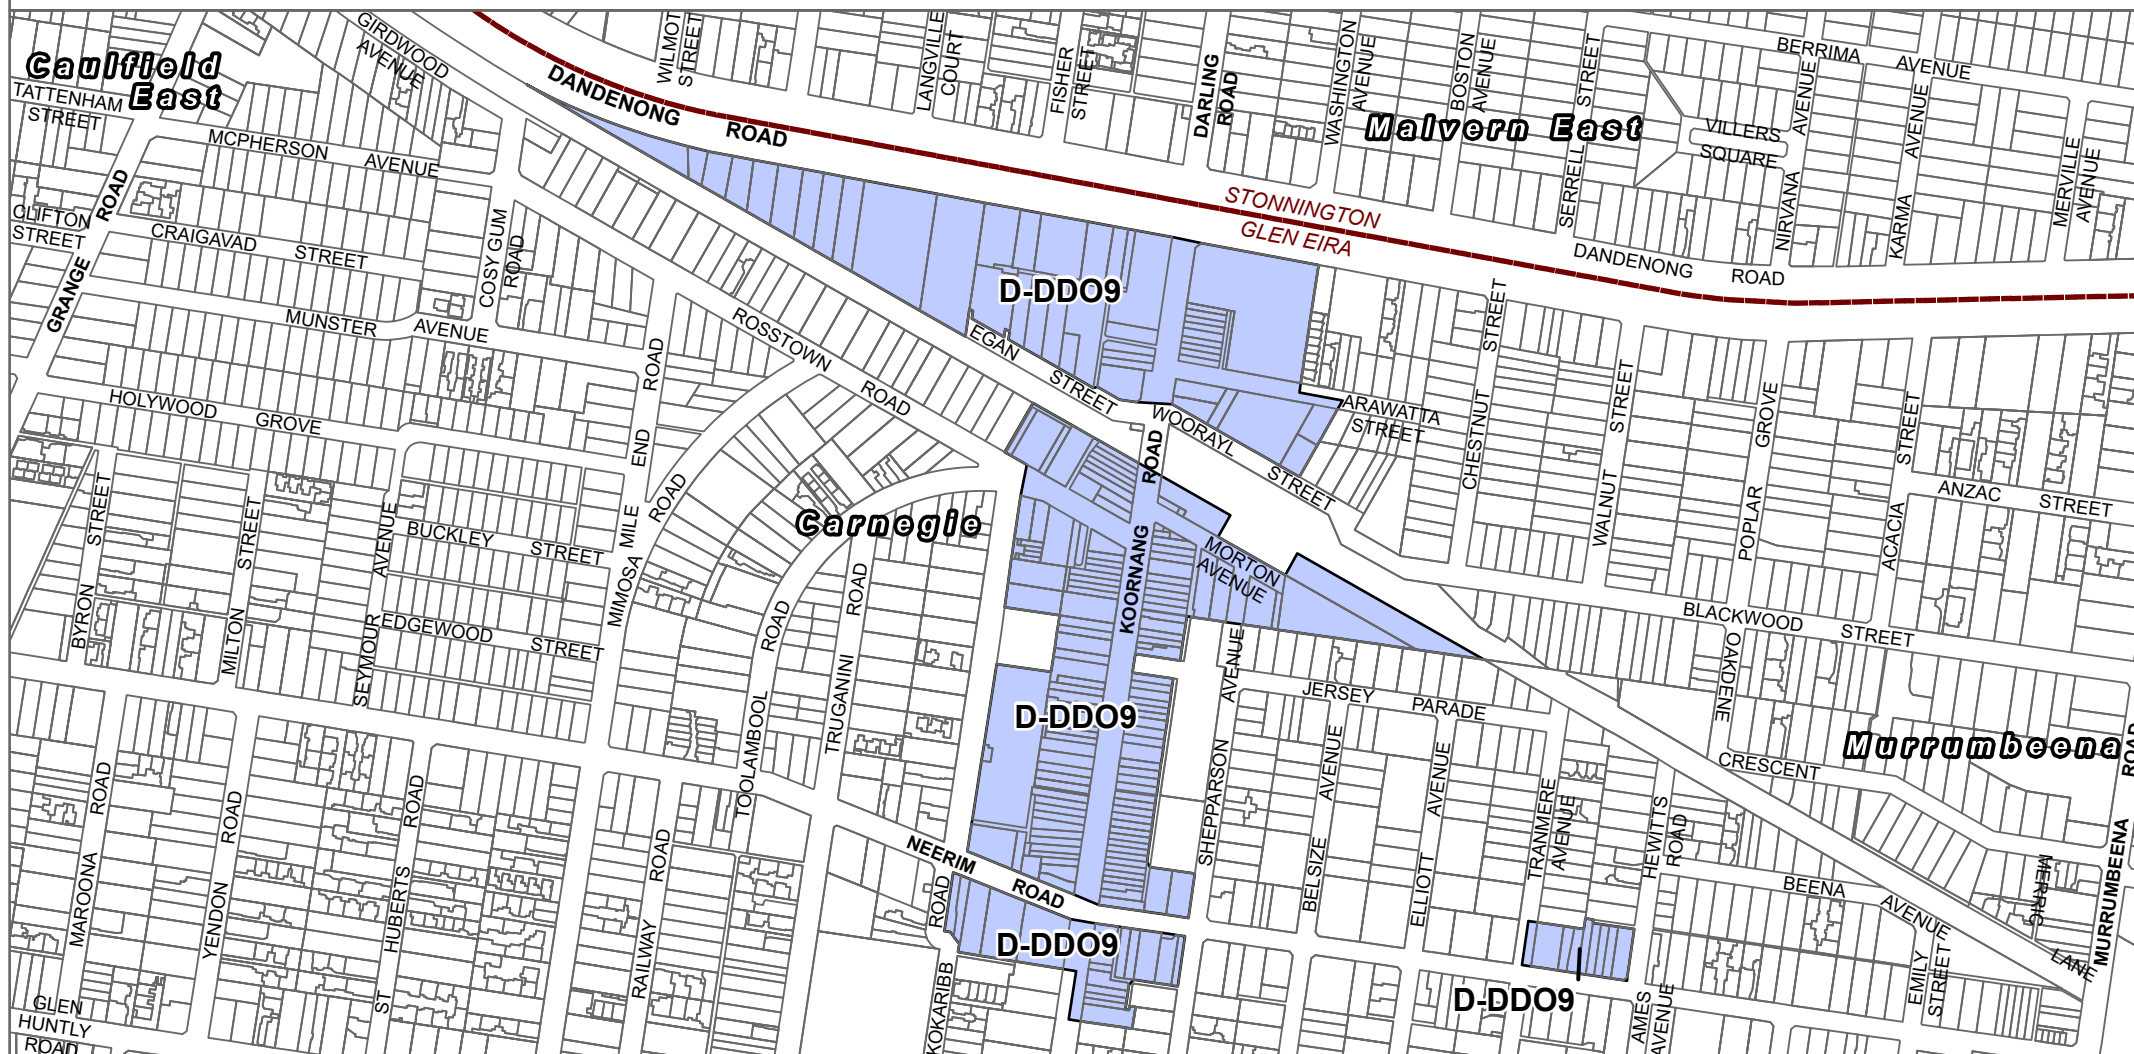 GIRDWOOD
AVENUE
WILMOT
STREET
LANGVILLE
COURT
FISHER
STREET
DARLING
ROAD
WASHINGTON
AVENUE
BOSTON
AVENUE
SERRELL STREET
BERRIMA AVENUE
Caulfield
East
TATTENHAM
STREET
DANDENONG ROAD
Malvern East
VILLERS
SQUARE
NIRVANA AVENUE
KARMA AVENUE
MERVILLE
AVENUE
MCPHERSON AVENUE
GRANGE ROAD
CLIFTON
STREET
CRAIGAVAD STREET
COSY GUM
ROAD
STONNINGTON
GLEN EIRA
DANDENONG ROAD
D-DDO9
MUNSTER AVENUE
ROSSTOWN ROAD
EGAN
STREET
WOORAYL
STREET
ARAWATTA
STREET
CHESTNUT STREET
WALNUT STREET
POPLAR GROVE
ACACIA STREET
ANZAC STREET
HOLYWOOD GROVE
MIMOSA MILE END ROAD
ROAD
BYRON STREET
MILTON STREET
SEYMOUR AVENUE
BUCKLEY STREET
EDGEWOOD STREET
Carnegie
KOORNANG ROAD
MORTON
AVENUE
BLACKWOOD STREET
OAKDENE
CRESCENT
TOOLAMBOOL ROAD
TRUGANINI ROAD
JERSEY PARADE
D-DDO9
SHEPPARSON AVENUE
BELSIZE AVENUE
ELLIOTT AVENUE
TRANMERE
AVENUE
HEWITTS
ROAD
Murrumbeena
MURRUMBEENA ROAD
BEENA AVENUE
MERRIC
LANE
EMILY
STREET
MAROONA ROAD
YENDON ROAD
ST HUBERTS ROAD
RAILWAY ROAD
NEERIM ROAD
KOKARIBB ROAD
D-DDO9
D-DDO9
AMES
AVENUE
GLEN
HUNTLY
ROAD